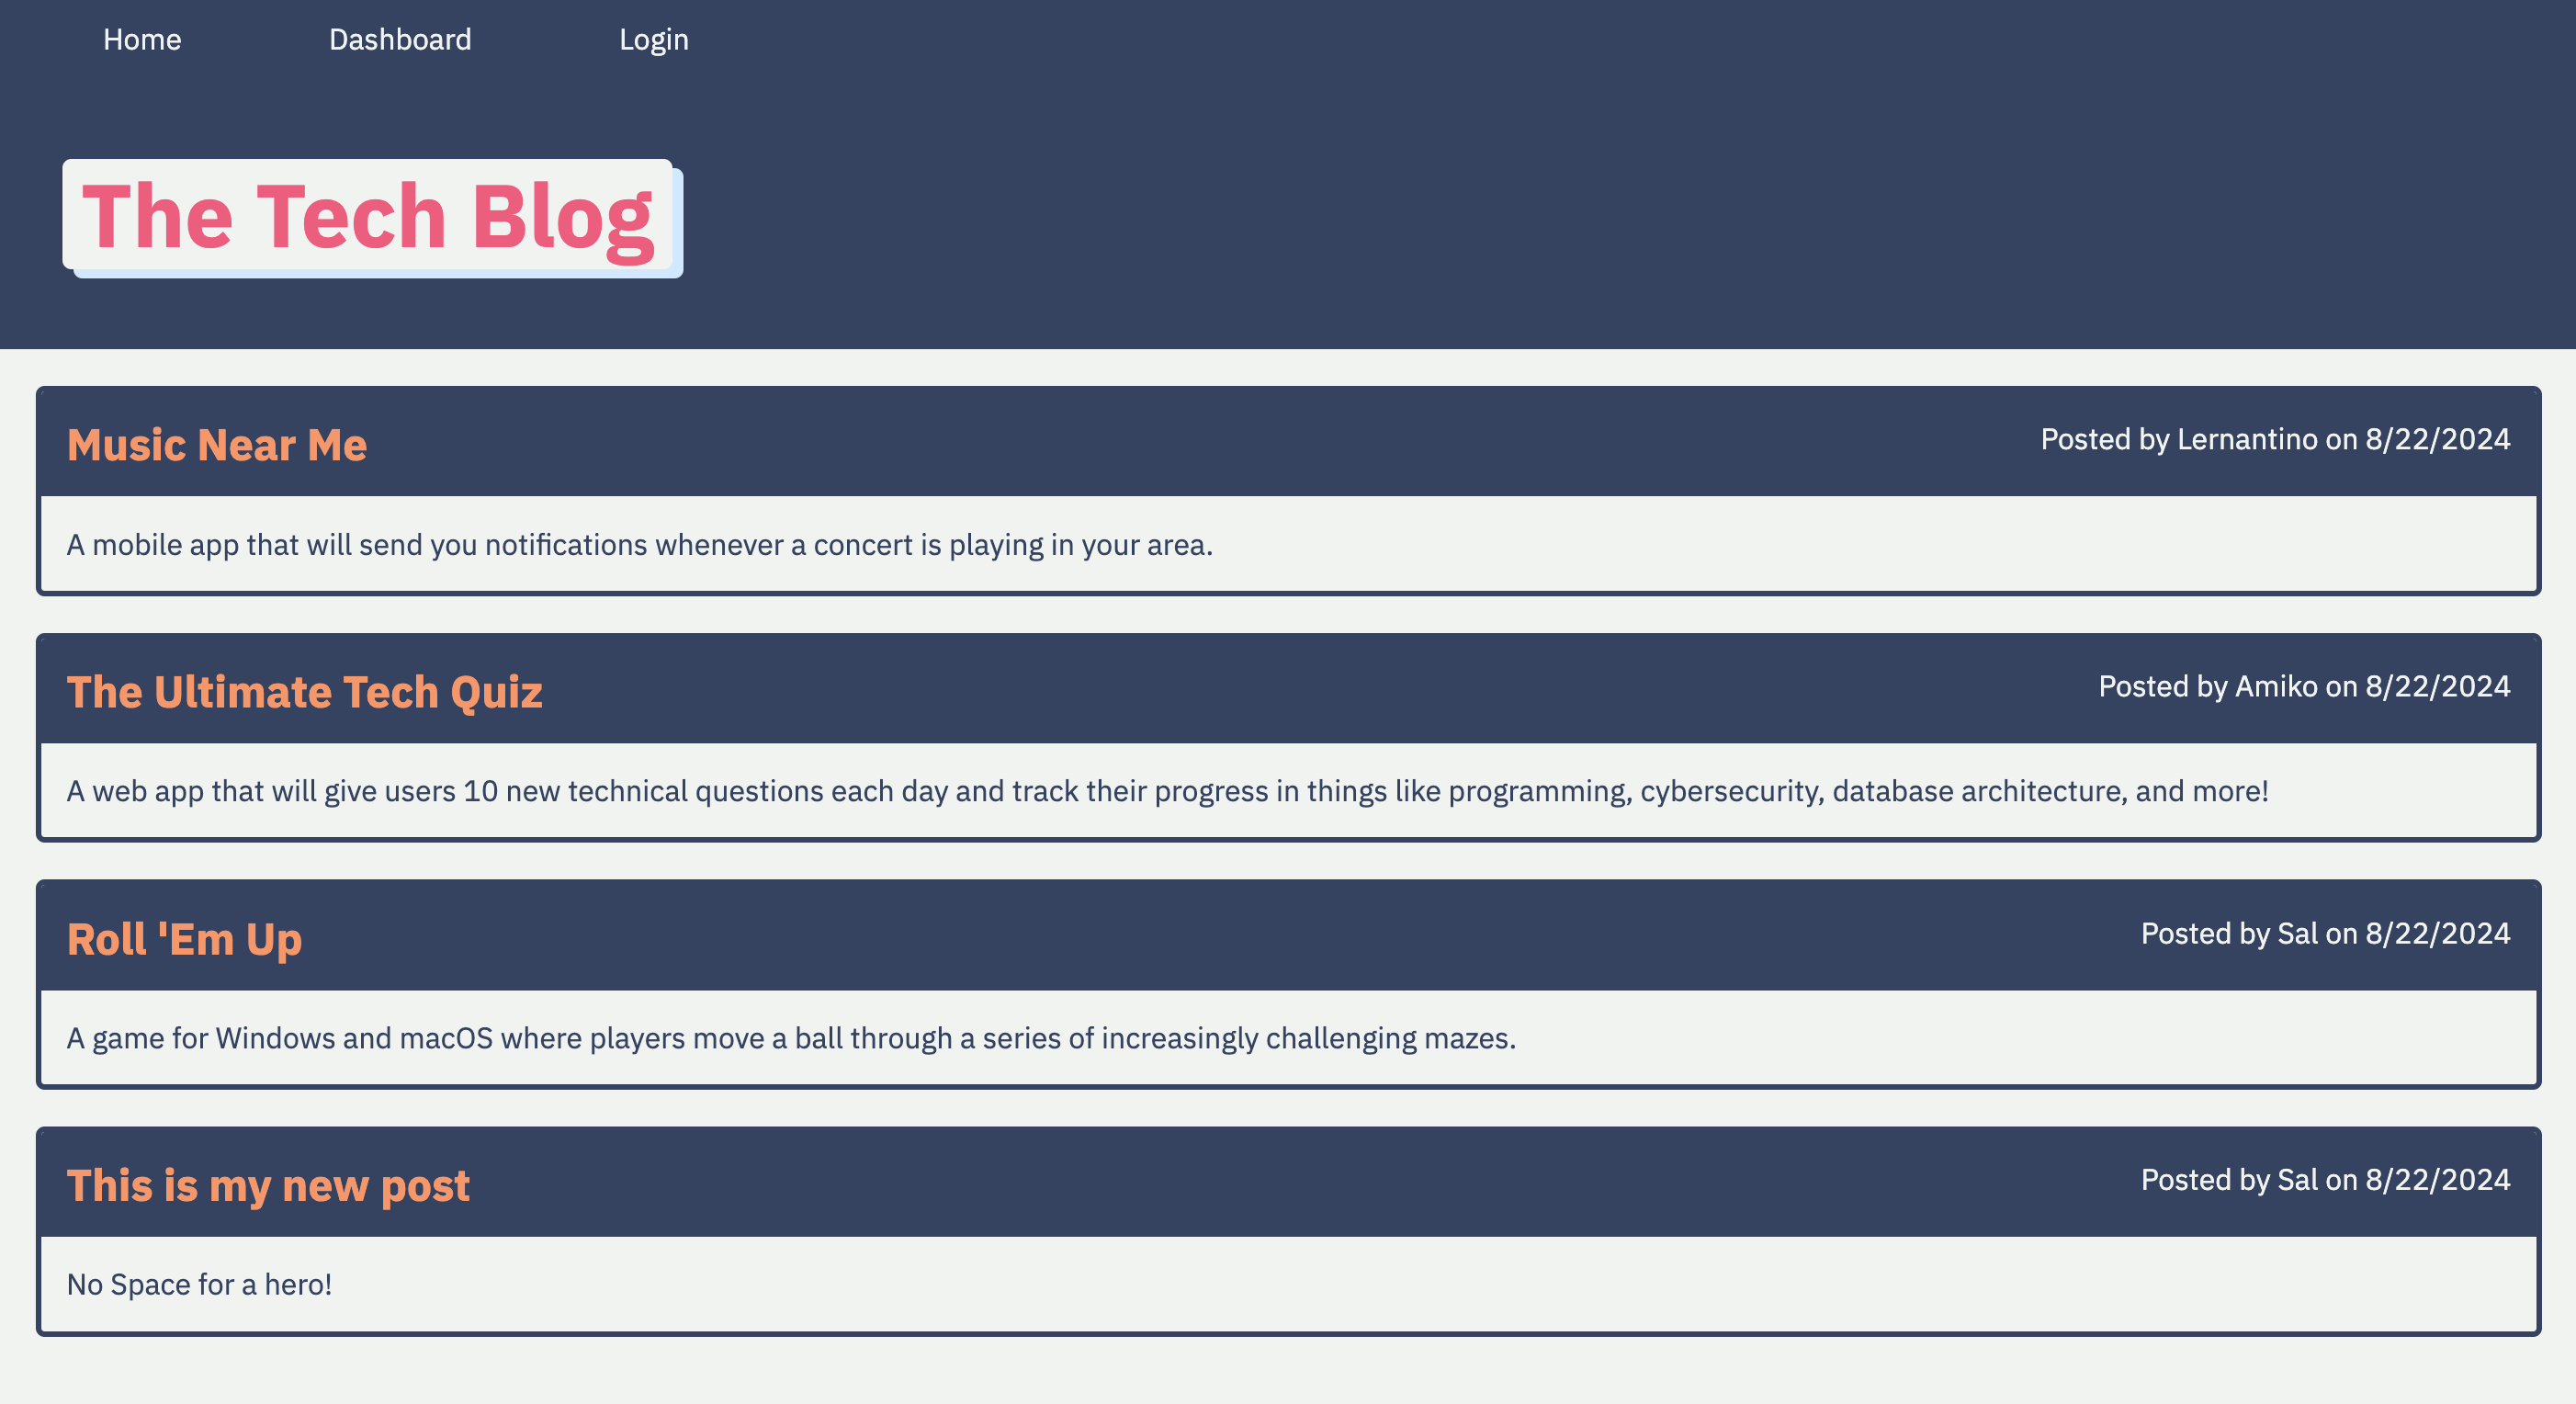 Home Dashboard Login
The Tech Blog
Music Near Me Posted by Lernantino on 8/22/2024
A mobile app that will send you notifications whenever a concert is playing in your area.
The Ultimate Tech Quiz Posted by Amiko on 8/22/2024
A web app that will give users 10 new technical questions each day and track their progress in things like programming, cybersecurity, database architecture, and more!
Roll 'Em Up Posted by Sal on 8/22/2024
A game for Windows and macOS where players move a ball through a series of increasingly challenging mazes.
This is my new post Posted by Sal on 8/22/2024
No Space for a hero!